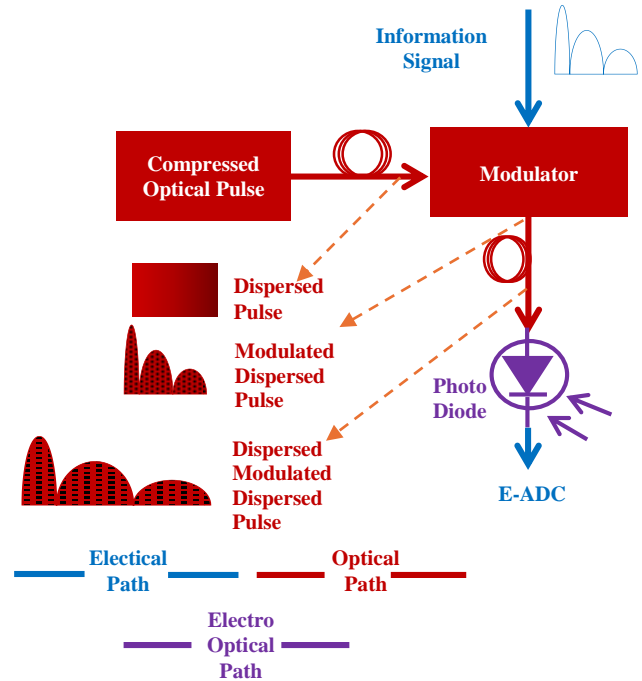 Information
Signal
Compressed
Optical Pulse
Modulator
Dispersed
Pulse
Modulated
Dispersed
Pulse
Photo
Diode
Dispersed
Modulated
Dispersed
Pulse
E-ADC
Electical
Path
Optical
Path
Electro
Optical
Path